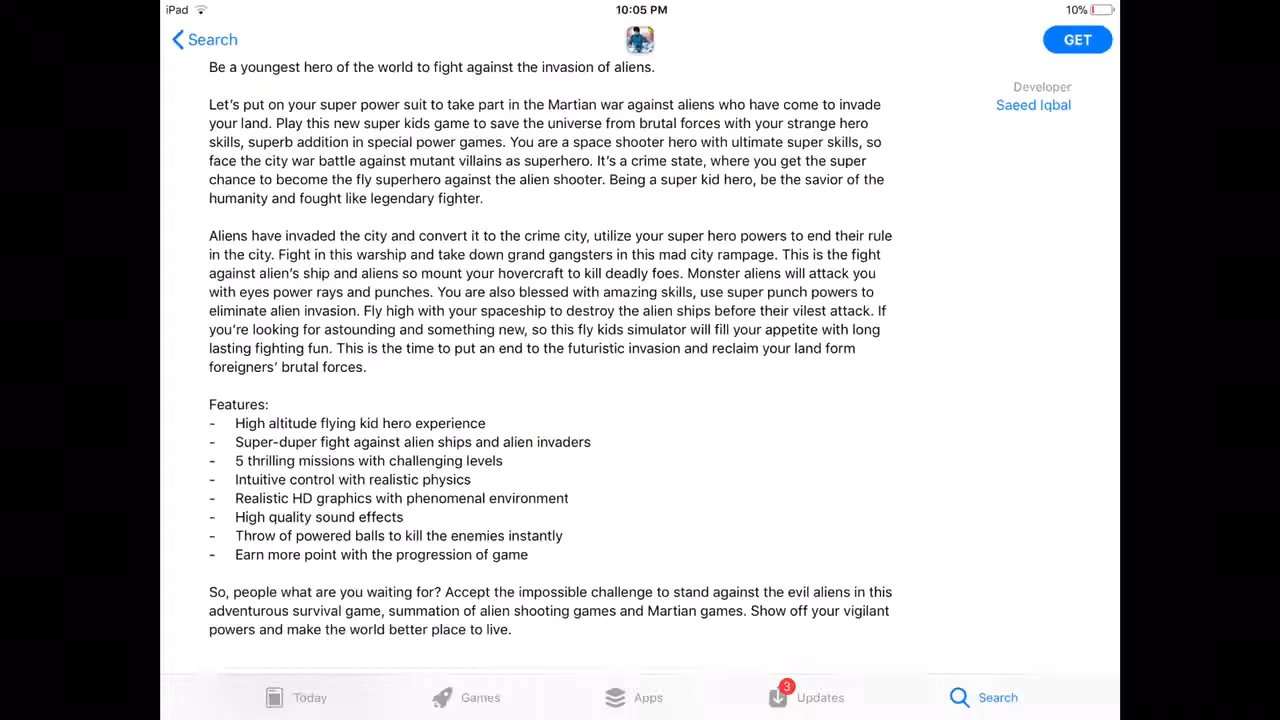 iPad 10:05 PM 10%
Search GET
Be a youngest hero of the world to fight against the invasion of aliens.
Developer
Saeed Iqbal
Let's put on your super power suit to take part in the Martian war against aliens who have come to invade
your land. Play this new super kids game to save the universe from brutal forces with your strange hero
skills, superb addition in special power games. You are a space shooter hero with ultimate super skills, so
face the city war battle against mutant villains as superhero. It's a crime state, where you get the super
chance to become the fly superhero against the alien shooter. Being a super kid hero, be the savior of the
humanity and fought like legendary fighter.
Aliens have invaded the city and convert it to the crime city, utilize your super hero powers to end their rule
in the city. Fight in this warship and take down grand gangsters in this mad city rampage. This is the fight
against alien's ship and aliens so mount your hovercraft to kill deadly foes. Monster aliens will attack you
with eyes power rays and punches. You are also blessed with amazing skills, use super punch powers to
eliminate alien invasion. Fly high with your spaceship to destroy the alien ships before their vilest attack. If
you're looking for astounding and something new, so this fly kids simulator will fill your appetite with long
lasting fighting fun. This is the time to put an end to the futuristic invasion and reclaim your land form
foreigners' brutal forces.
Features:
- High altitude flying kid hero experience
- Super-duper fight against alien ships and alien invaders
- 5 thrilling missions with challenging levels
- Intuitive control with realistic physics
- Realistic HD graphics with phenomenal environment
- High quality sound effects
- Throw of powered balls to kill the enemies instantly
- Earn more point with the progression of game
So, people what are you waiting for? Accept the impossible challenge to stand against the evil aliens in this
adventurous survival game, summation of alien shooting games and Martian games. Show off your vigilant
powers and make the world better place to live.
Today Games Apps 3 Updates Search